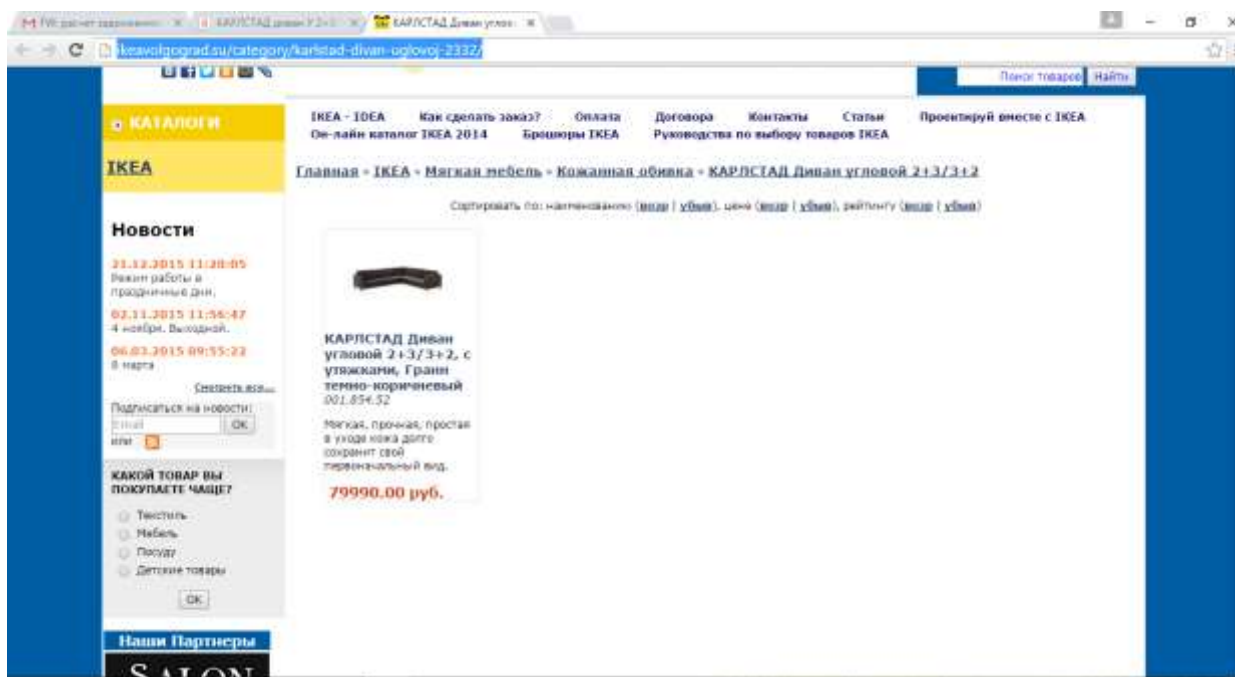 КАРЛСТАД Диван углов
ikeavolgograd.su/category/karlstad-divan-uglovoj-2332/
Поиск товаров Найти
КАТАЛОГИ
IKEA
IKEA - IDEA Как сделать заказ? Оплата Договора Контакты Статьи Проектируй вместе с IKEA
Он-лайн каталог IKEA 2014 Брошюры IKEA Руководства по выбору товаров IKEA
Главная » IKEA » Мягкая мебель » Кожанная обивка » КАРЛСТАД Диван угловой 2+3/3+2
Сортировать по: наименованию (возр | убыв), цене (возр | убыв), рейтингу (возр | убыв)
Новости
21.12.2015 11:28:05
Режим работы в
праздничные дни.
02.11.2015 11:56:47
4 ноября. Выходной.
06.03.2015 09:55:22
8 марта
Смотреть все...
Подписаться на новости:
Email OK
или
КАКОЙ ТОВАР ВЫ
ПОКУПАЕТЕ ЧАЩЕ?
Текстиль
Мебель
Посуду
Детские товары
OK
Наши Партнеры
SALON
КАРЛСТАД Диван
угловой 2+3/3+2, с
утяжками, Гранн
темно-коричневый
001.854.52
Мягкая, прочная, простая
в уходе кожа долго
сохранит свой
первоначальный вид.
79990.00 руб.